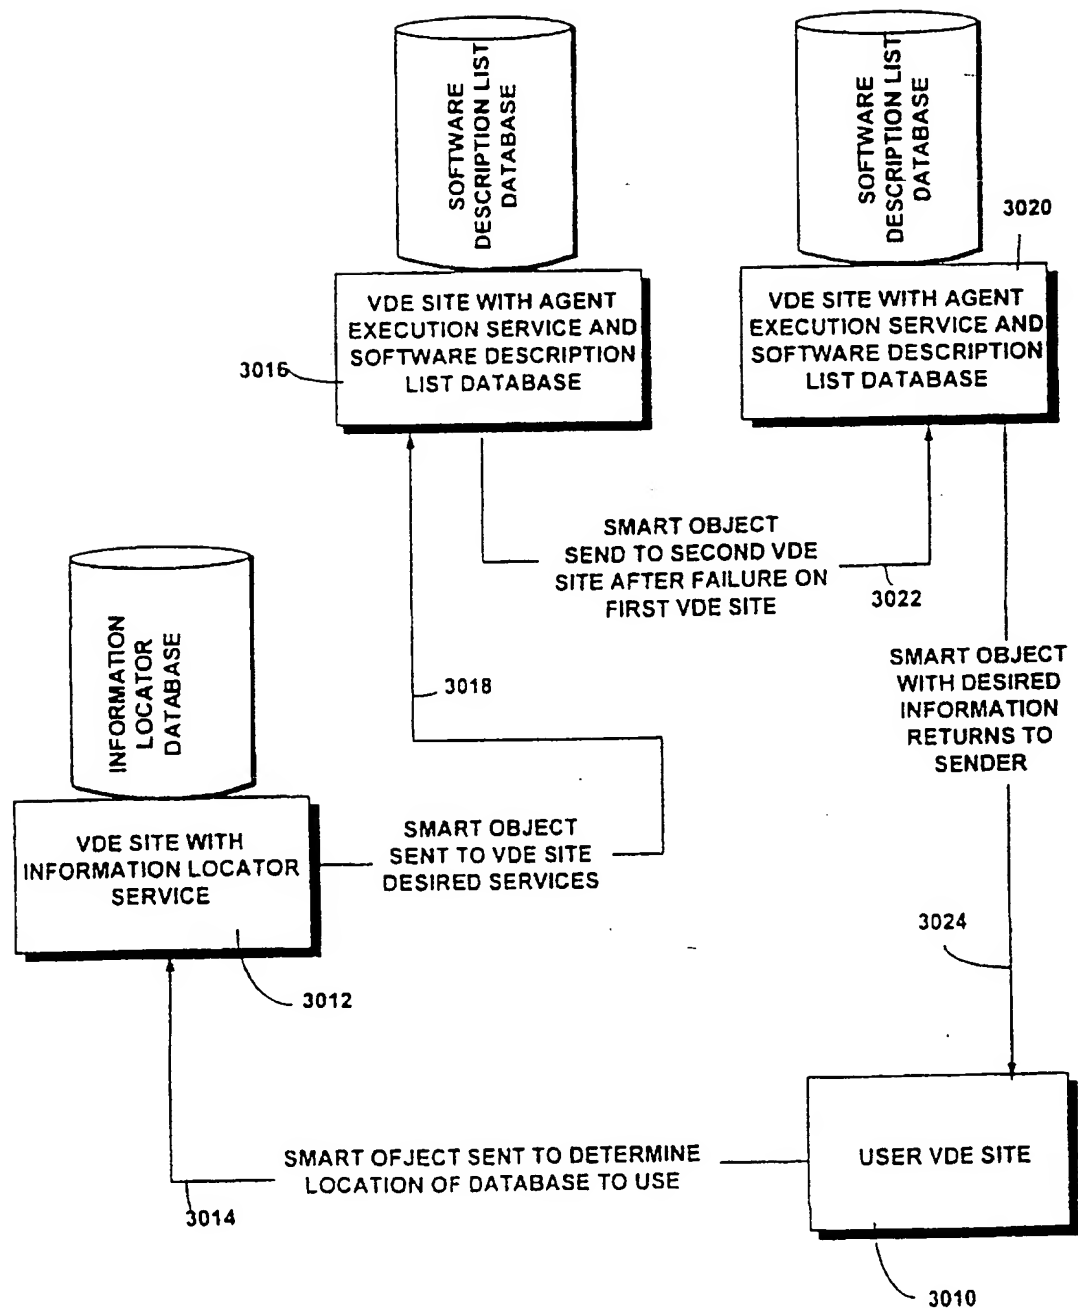 SOFTWARE
DESCRIPTION LIST
DATABASE
SOFTWARE
DESCRIPTION LIST
DATABASE
3020
VDE SITE WITH AGENT
EXECUTION SERVICE AND
SOFTWARE DESCRIPTION
LIST DATABASE
VDE SITE WITH AGENT
EXECUTION SERVICE AND
SOFTWARE DESCRIPTION
LIST DATABASE
3016
SMART OBJECT
SEND TO SECOND VDE
SITE AFTER FAILURE ON
FIRST VDE SITE
3022
INFORMATION
LOCATOR
DATABASE
3018
SMART OBJECT
WITH DESIRED
INFORMATION
RETURNS TO
SENDER
VDE SITE WITH
INFORMATION LOCATOR
SERVICE
SMART OBJECT
SENT TO VDE SITE
DESIRED SERVICES
3024
3012
SMART OFJECT SENT TO DETERMINE
LOCATION OF DATABASE TO USE
USER VDE SITE
3014
3010